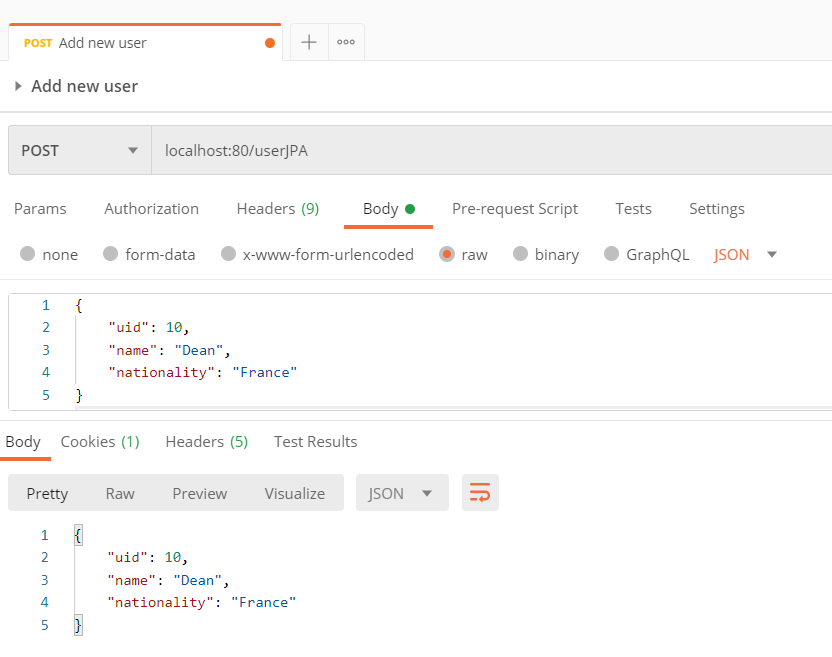 POST Add new user
Add new user
POST localhost:80/userJPA
Params Authorization Headers (9) Body Pre-request Script Tests Settings
none form-data x-www-form-urlencoded raw binary GraphQL JSON
1 {
2 "uid": 10,
3 "name": "Dean",
4 "nationality": "France"
5 }
Body Cookies (1) Headers (5) Test Results
Pretty Raw Preview Visualize JSON
1 {
2 "uid": 10,
3 "name": "Dean",
4 "nationality": "France"
5 }